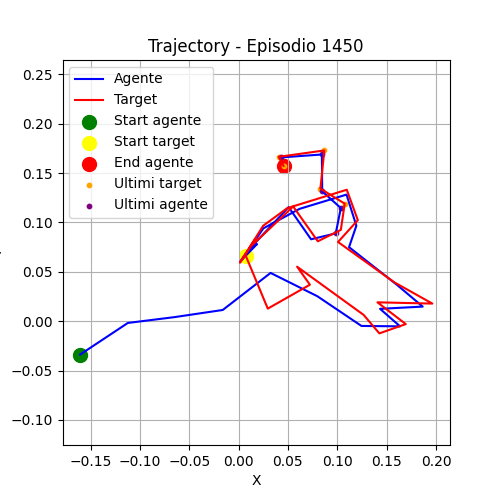 Trajectory - Episodio 1450
Agente
Target
Start agente
Start target
End agente
Ultimi target
Ultimi agente
0.25
0.20
0.15
0.10
0.05
0.00
−0.05
−0.10
−0.15 −0.10 −0.05 0.00 0.05 0.10 0.15 0.20
X